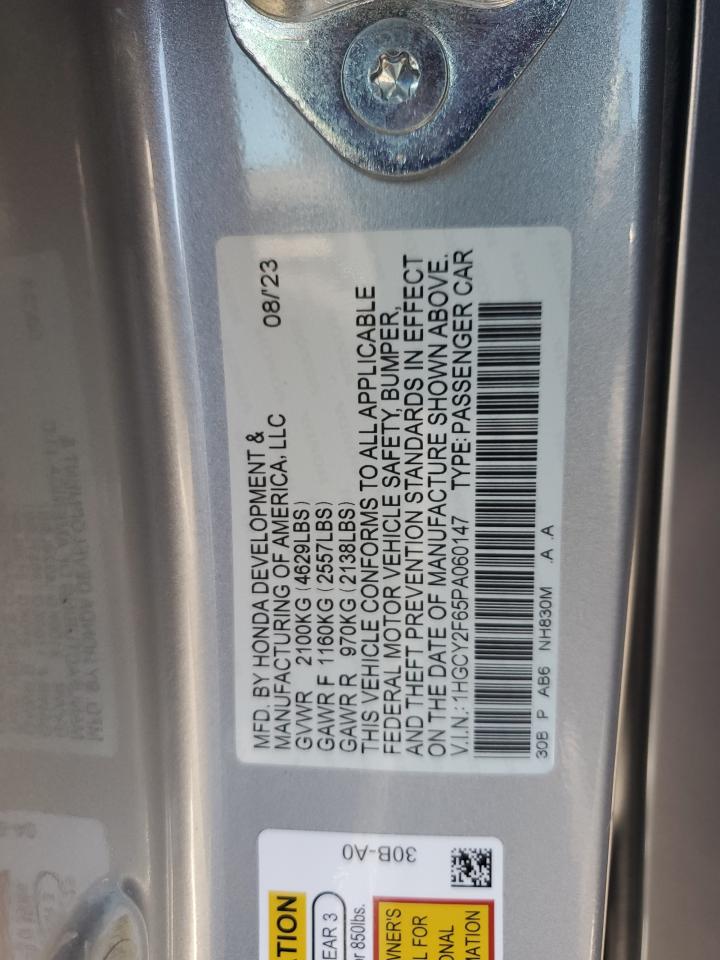 MFD. BY HONDA DEVELOPMENT &
MANUFACTURING OF AMERICA, LLC 08/'23
GVWR 2100KG (4629LBS)
GAWR F 1160KG (2557LBS)
GAWR R 970KG (2138LBS)
THIS VEHICLE CONFORMS TO ALL APPLICABLE
FEDERAL MOTOR VEHICLE SAFETY, BUMPER,
AND THEFT PREVENTION STANDARDS IN EFFECT
ON THE DATE OF MANUFACTURE SHOWN ABOVE.
V.I.N.: 1HGCY2F65PA060147 TYPE: PASSENGER CAR
30B P AB6 NH830M .A .A
30B-A0
TION
EAR 3
or 850lbs.
WNER'S
L FOR
ONAL
MATION